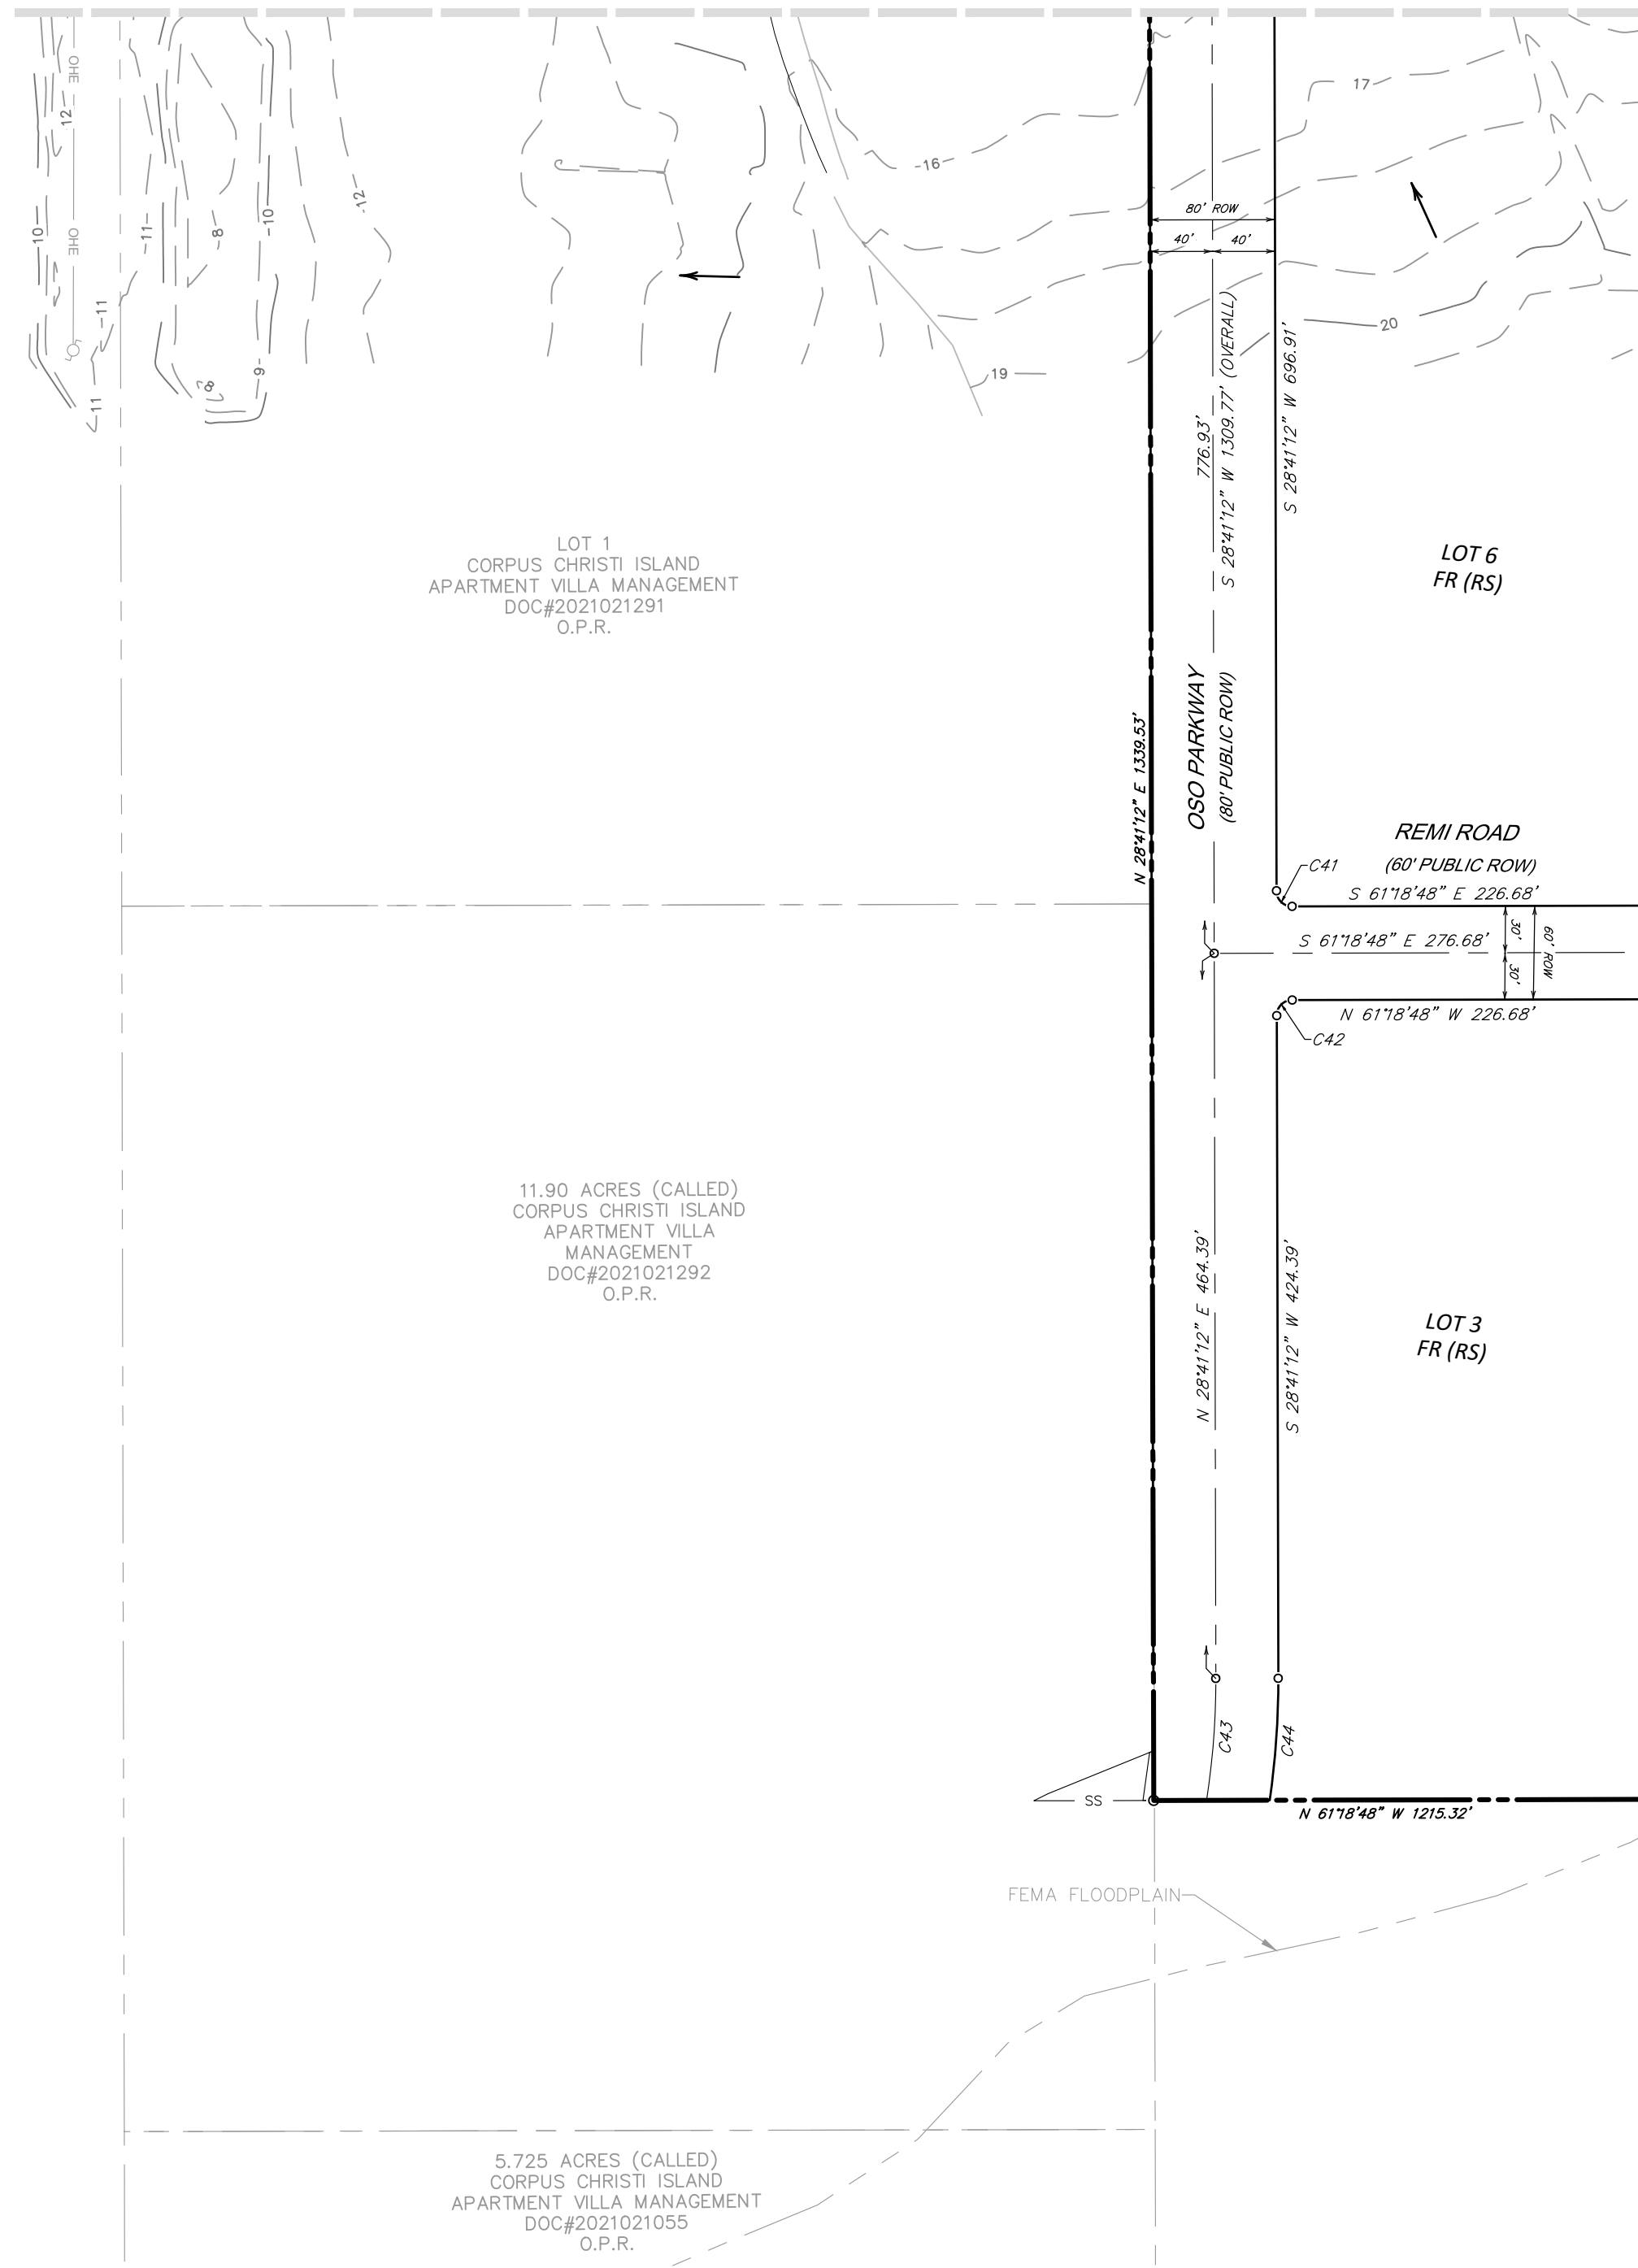 OHE
12
17
-16-
10
OHE
-11-
-8-
-10-
-12-
80' ROW
40'
40'
-11
20
19
9
8
-11
776.93'
S 28°41'12" W 1309.77' (OVERALL)
S 28°41'12" W 696.91'
LOT 1
CORPUS CHRISTI ISLAND
APARTMENT VILLA MANAGEMENT
DOC#2021021291
O.P.R.
LOT 6
FR (RS)
N 28°41'12" E 1339.53'
OSO PARKWAY
(80' PUBLIC ROW)
REMI ROAD
(60' PUBLIC ROW)
C41
S 61°18'48" E 226.68'
S 61°18'48" E 276.68'
30'
30'
60' ROW
N 61°18'48" W 226.68'
C42
11.90 ACRES (CALLED)
CORPUS CHRISTI ISLAND
APARTMENT VILLA
MANAGEMENT
DOC#2021021292
O.P.R.
N 28°41'12" E 464.39'
S 28°41'12" W 424.39'
LOT 3
FR (RS)
C43
C44
SS
N 61°18'48" W 1215.32'
FEMA FLOODPLAIN
5.725 ACRES (CALLED)
CORPUS CHRISTI ISLAND
APARTMENT VILLA MANAGEMENT
DOC#2021021055
O.P.R.